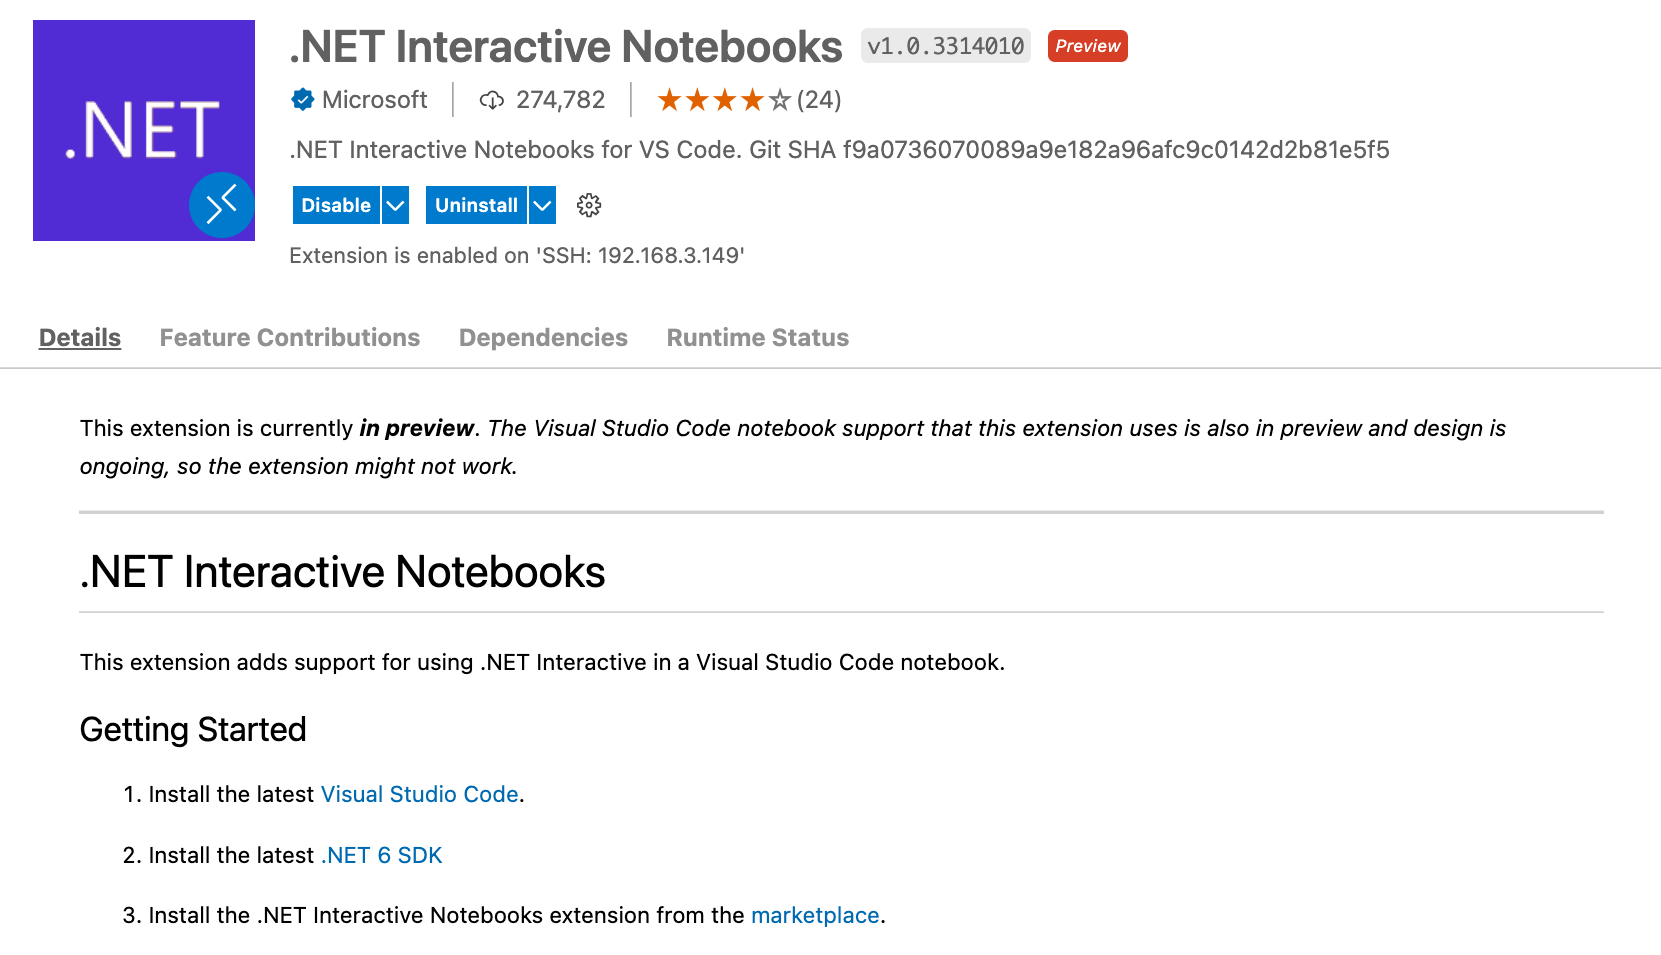 .NET
.NET Interactive Notebooks v1.0.3314010 Preview
Microsoft 274,782 (24)
.NET Interactive Notebooks for VS Code. Git SHA f9a0736070089a9e182a96afc9c0142d2b81e5f5
Disable Uninstall
Extension is enabled on 'SSH: 192.168.3.149'
Details Feature Contributions Dependencies Runtime Status
This extension is currently in preview. The Visual Studio Code notebook support that this extension uses is also in preview and design is
ongoing, so the extension might not work.
.NET Interactive Notebooks
This extension adds support for using .NET Interactive in a Visual Studio Code notebook.
Getting Started
1. Install the latest Visual Studio Code.
2. Install the latest .NET 6 SDK
3. Install the .NET Interactive Notebooks extension from the marketplace.